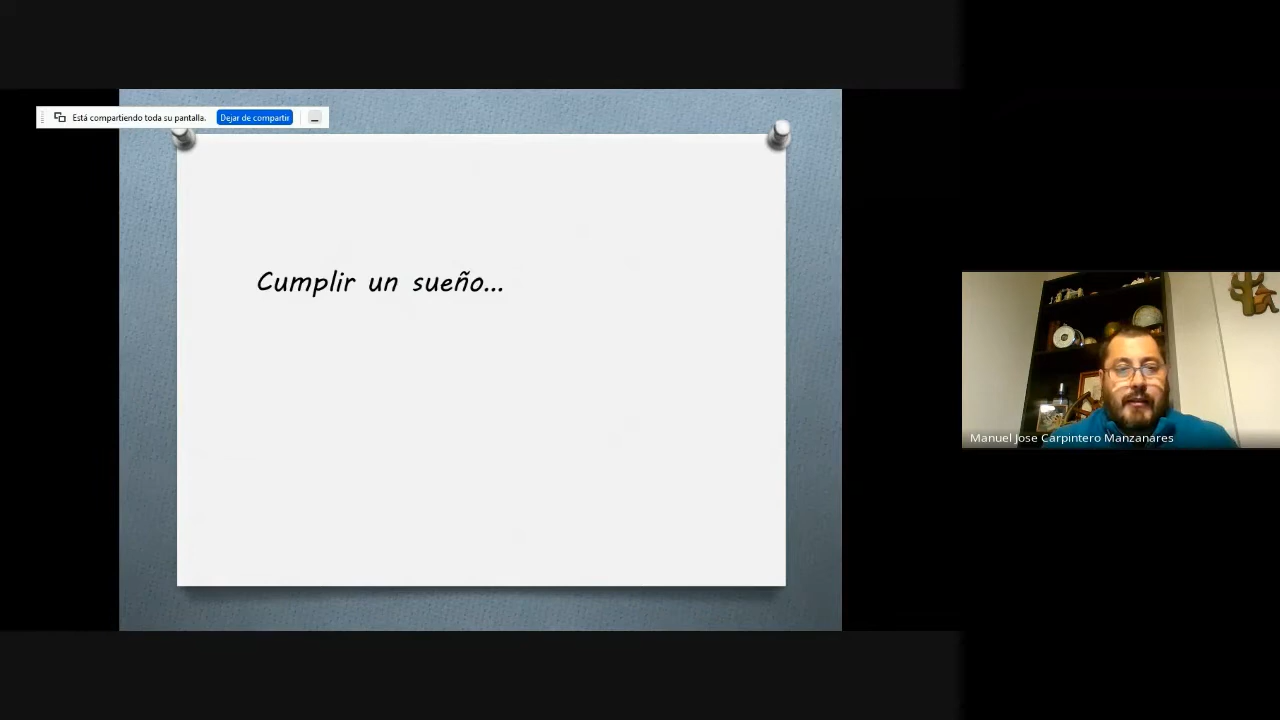 Está compartiendo toda su pantalla. Dejar de compartir
Cumplir un sueño...
Manuel Jose Carpintero Manzanares